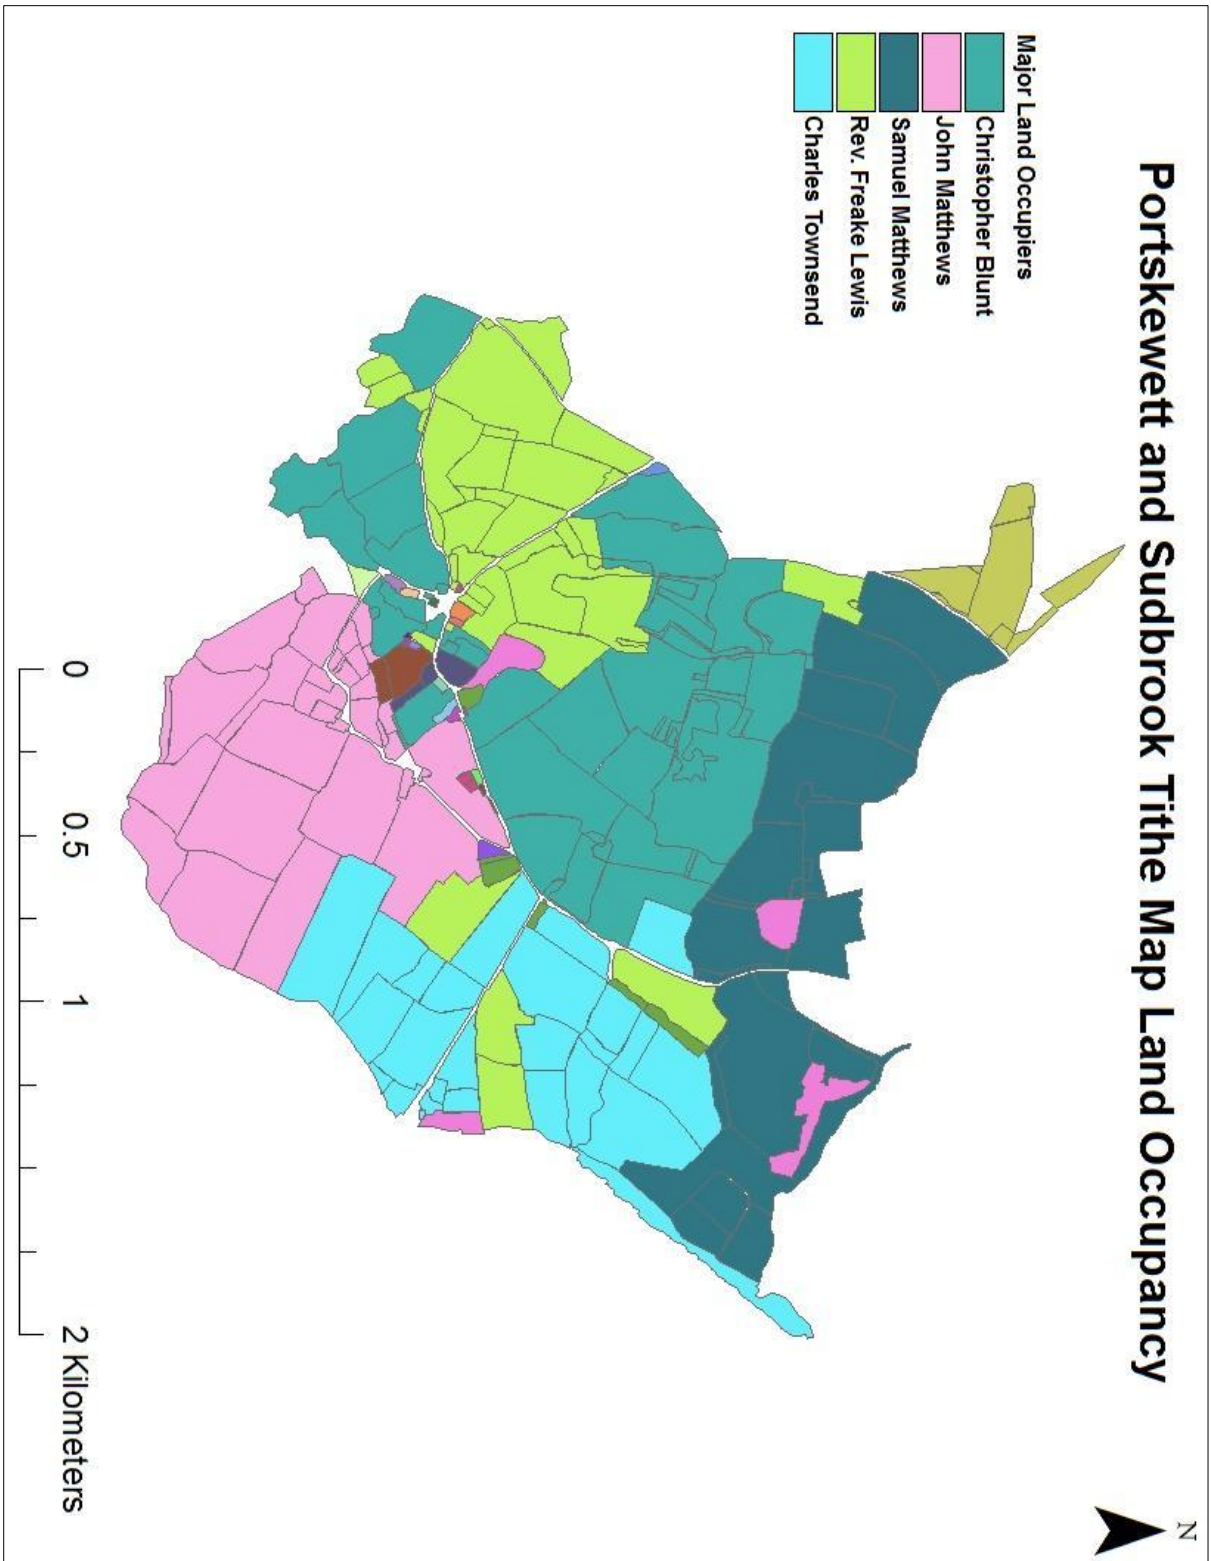 Portskewett and Sudbrook Tithe Map Land Occupancy
N
Major Land Occupiers
Christopher Blunt
John Matthews
Samuel Matthews
Rev. Freake Lewis
Charles Townsend
0 0.5 1 2 Kilometers